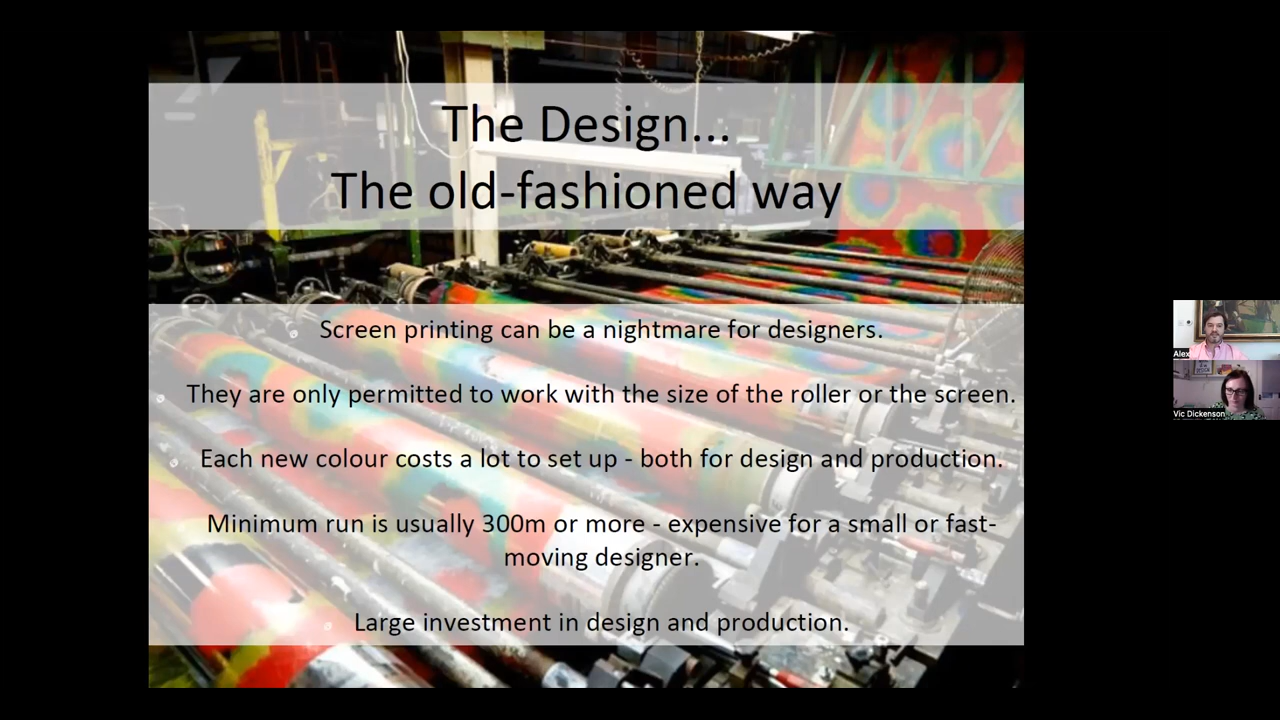 The Design...
The old-fashioned way
Screen printing can be a nightmare for designers.
They are only permitted to work with the size of the roller or the screen.
Each new colour costs a lot to set up - both for design and production.
Minimum run is usually 300m or more - expensive for a small or fast-
moving designer.
Large investment in design and production.
Alex
Vic Dickenson